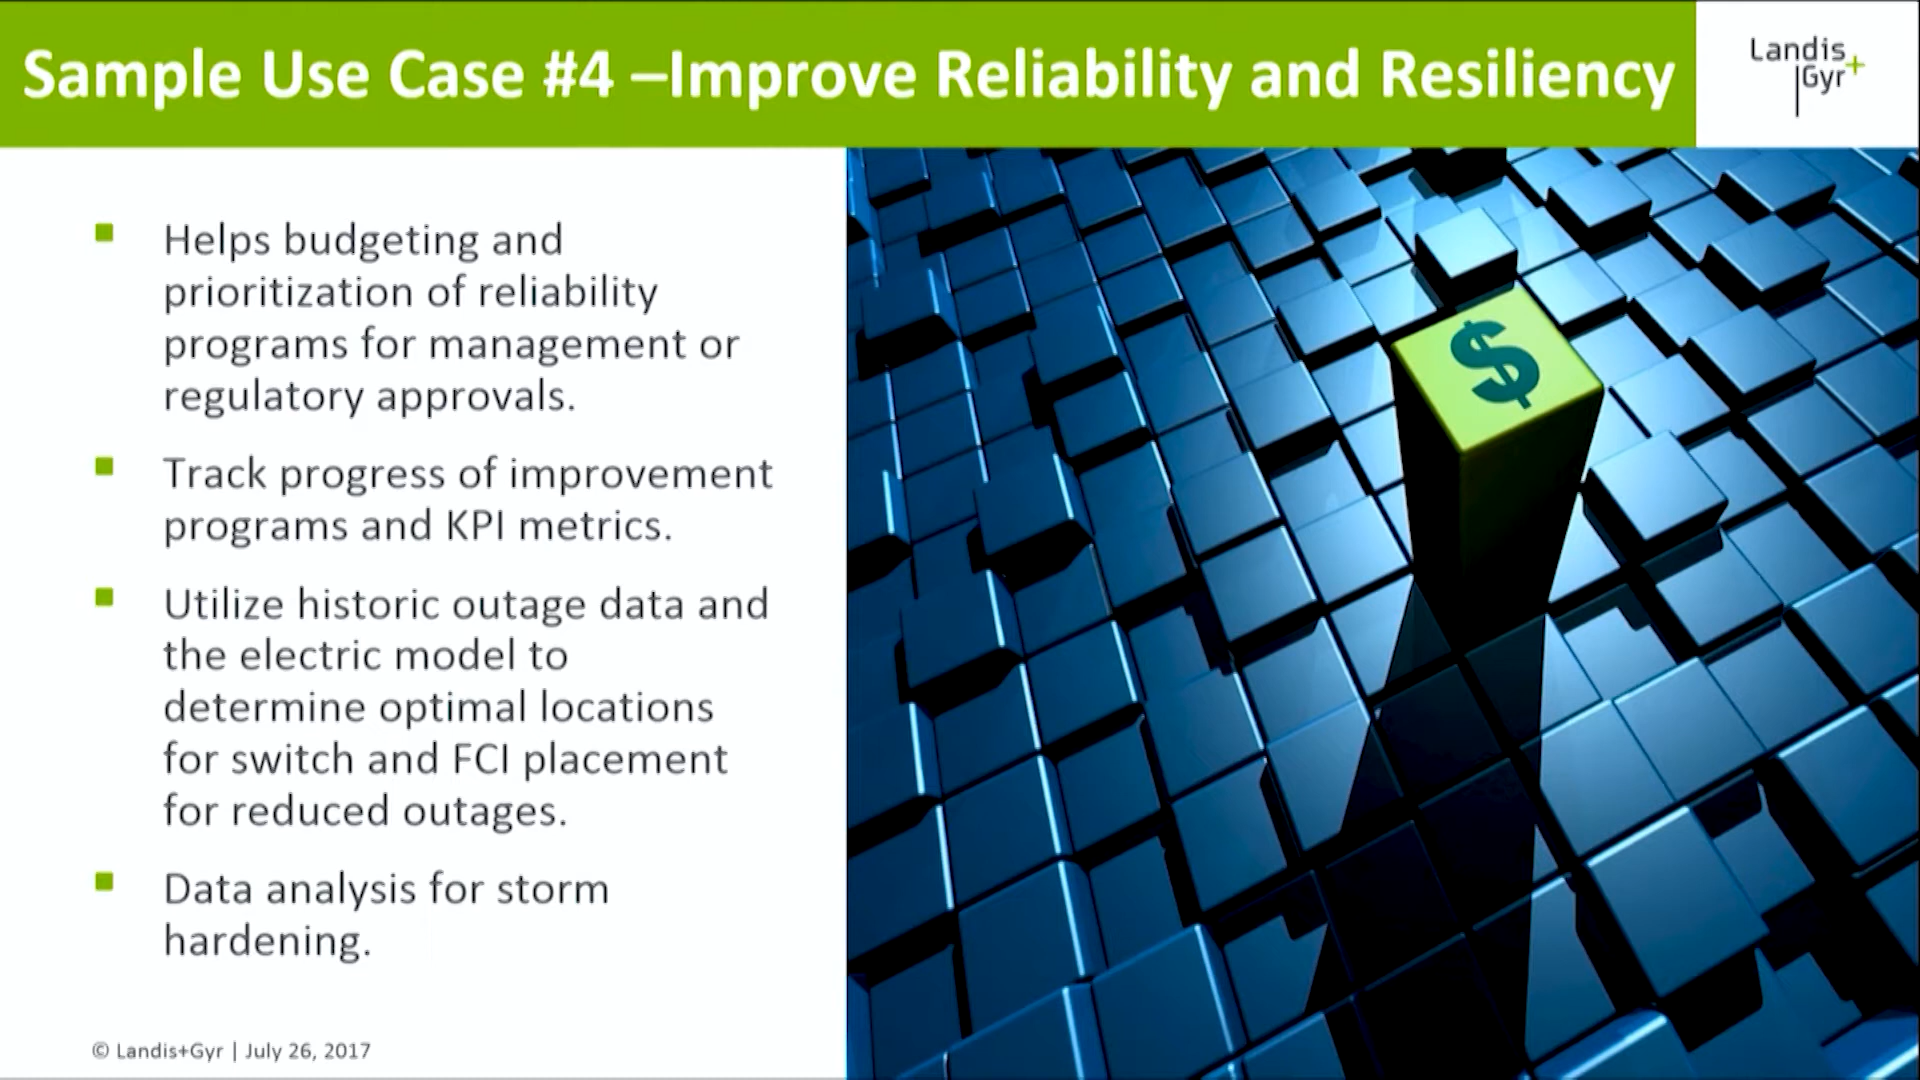 Sample Use Case #4 –Improve Reliability and Resiliency
Landis+
Gyr
Helps budgeting and
prioritization of reliability
programs for management or
regulatory approvals.
Track progress of improvement
programs and KPI metrics.
Utilize historic outage data and
the electric model to
determine optimal locations
for switch and FCI placement
for reduced outages.
Data analysis for storm
hardening.
$
© Landis+Gyr | July 26, 2017